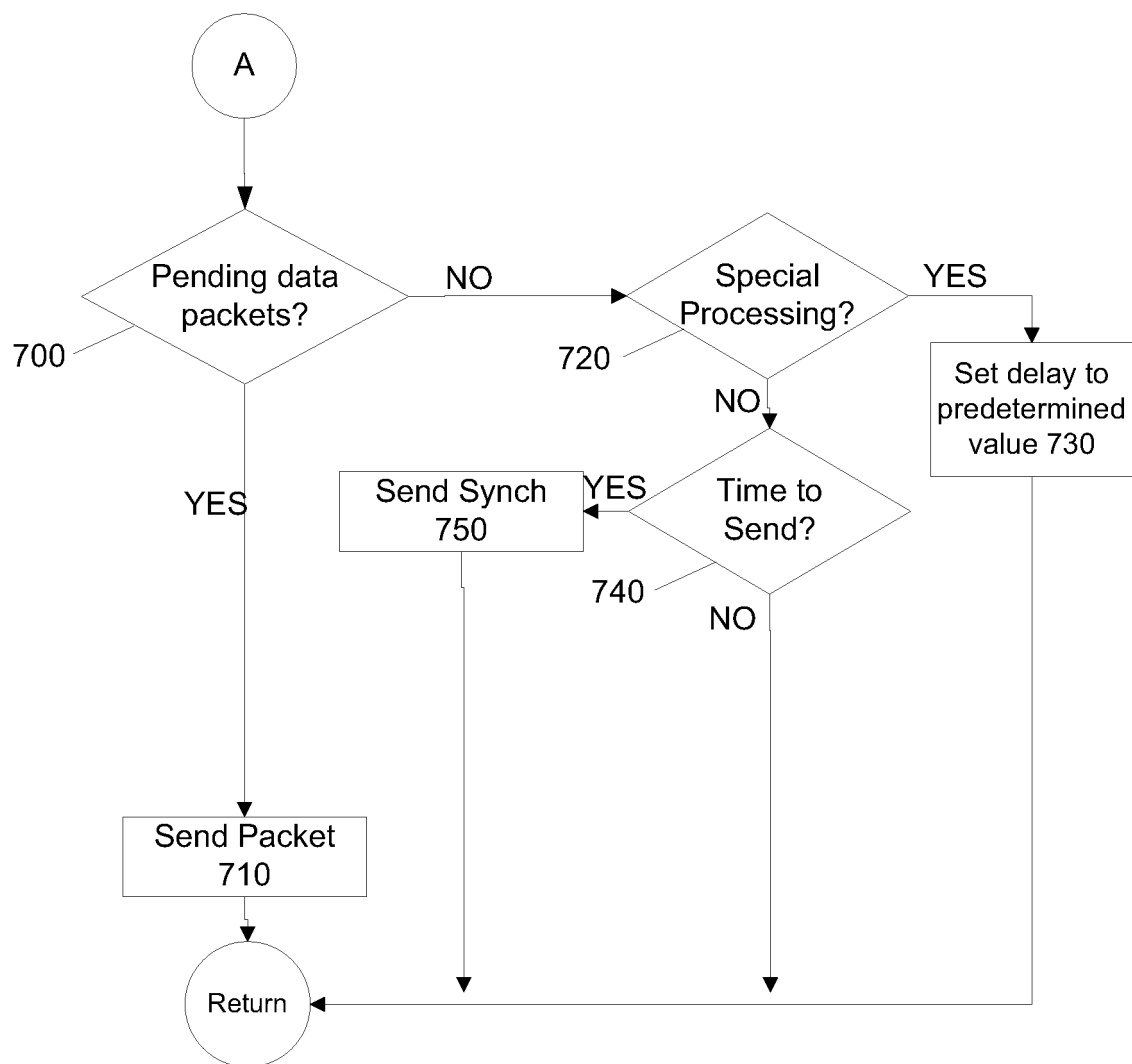 A
Pending data
packets?
700
NO
Special
Processing?
720
YES
Set delay to
predetermined
value 730
NO
Time to
Send?
740
YES
Send Synch
750
NO
YES
Send Packet
710
Return